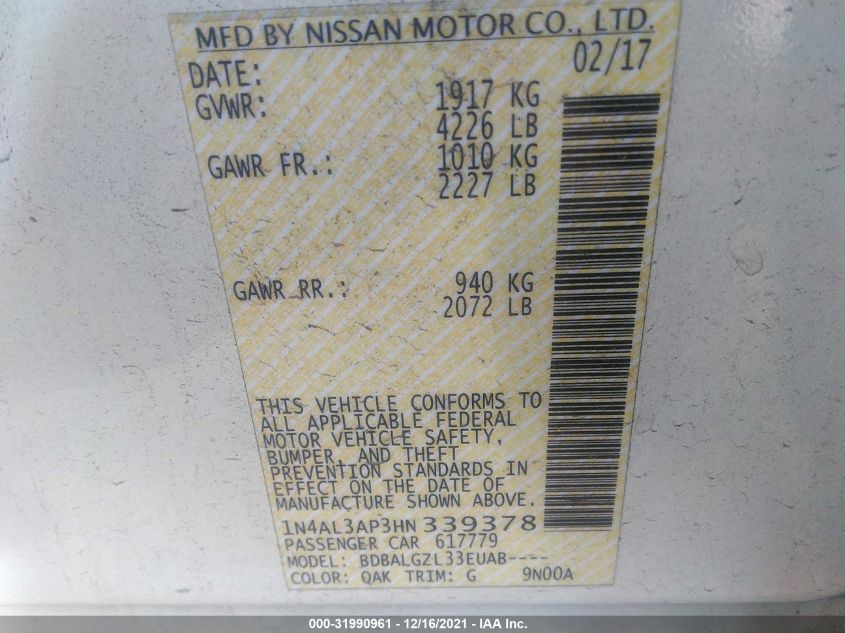 MFD BY NISSAN MOTOR CO., LTD.
DATE: 02/17
GVWR: 1917 KG
4226 LB
GAWR FR.: 1010 KG
2227 LB
GAWR RR.: 940 KG
2072 LB
THIS VEHICLE CONFORMS TO
ALL APPLICABLE FEDERAL
MOTOR VEHICLE SAFETY,
BUMPER, AND THEFT
PREVENTION STANDARDS IN
EFFECT ON THE DATE OF
MANUFACTURE SHOWN ABOVE.
1N4AL3AP3HN339378
PASSENGER CAR 617779
MODEL: BDBALGZL33EUAB----
COLOR: QAK TRIM: G 9N00A
000-31990961 - 12/16/2021 - IAA Inc.